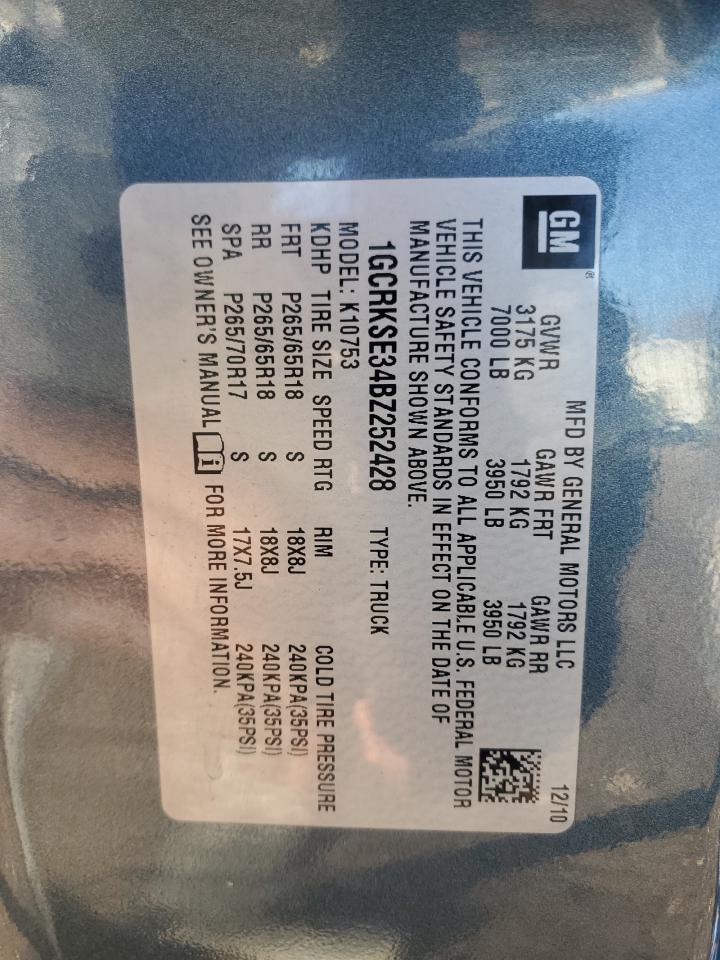 GM®
MFD BY GENERAL MOTORS LLC 12/10
GVWR GAWR FRT GAWR RR
3175 KG 1792 KG 1792 KG
7000 LB 3950 LB 3950 LB
THIS VEHICLE CONFORMS TO ALL APPLICABLE U.S. FEDERAL MOTOR
VEHICLE SAFETY STANDARDS IN EFFECT ON THE DATE OF
MANUFACTURE SHOWN ABOVE.
1GCRKSE34BZ252428 TYPE: TRUCK
MODEL: K10753
KDHP TIRE SIZE SPEED RTG RIM COLD TIRE PRESSURE
FRT P265/65R18 S 18X8J 240KPA(35PSI)
RR P265/65R18 S 18X8J 240KPA(35PSI)
SPA P265/70R17 S 17X7.5J 240KPA(35PSI)
SEE OWNER'S MANUAL FOR MORE INFORMATION.